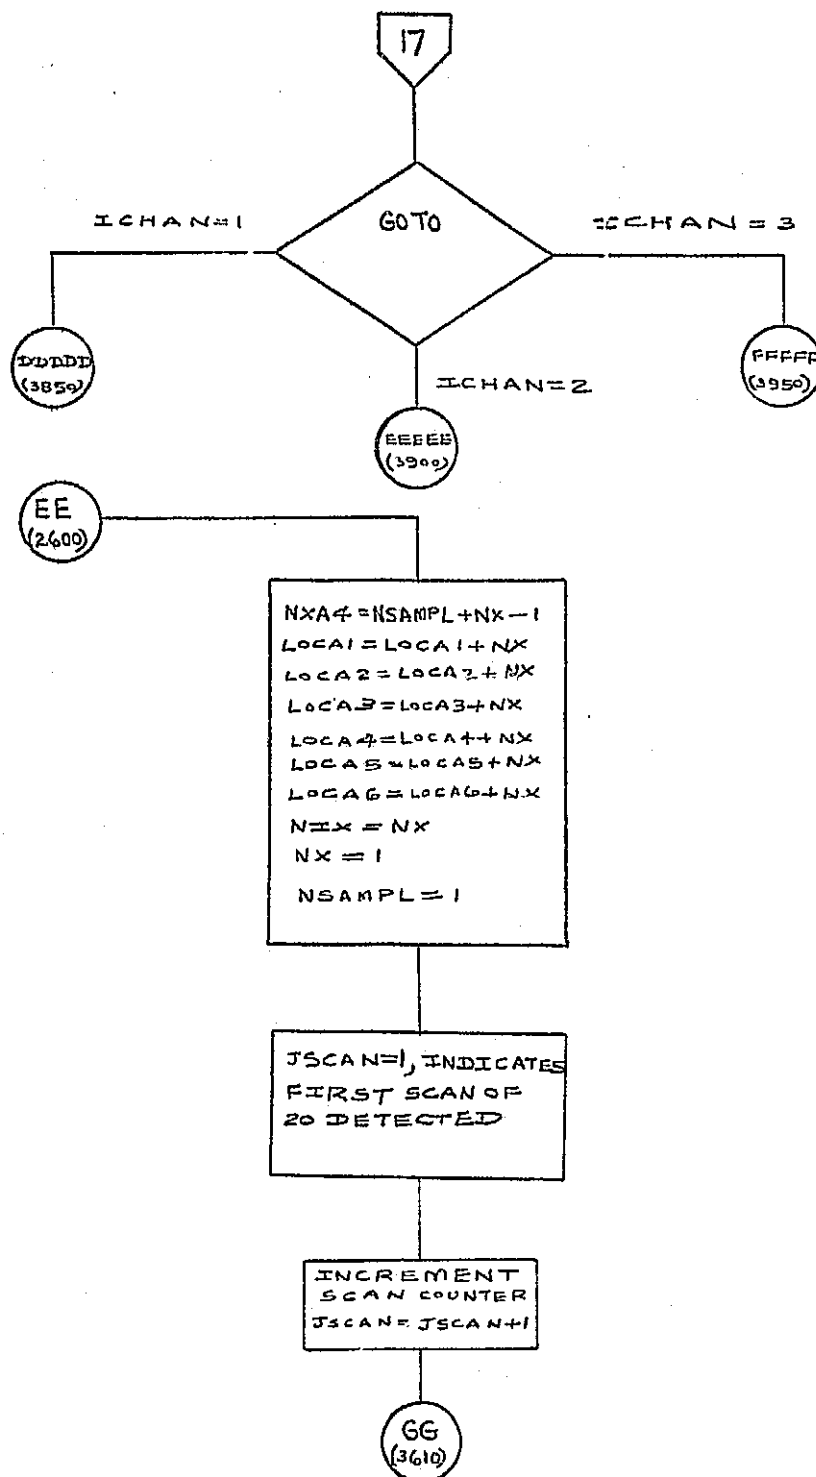 17
GO TO
ICHAN=1
ICHAN=3
DDDDD
(3850)
ICHAN=2
FFFFF
(3950)
EEEEE
(3900)
EE
(2600)
NXA4=NSAMPL+NX-1
LOCA1=LOCA1+NX
LOCA2=LOCA2+NX
LOCA3=LOCA3+NX
LOCA4=LOCA4+NX
LOCA5=LOCA5+NX
LOCA6=LOCA6+NX
NIX=NX
NX=1
NSAMPL=1
JSCAN=1, INDICATES
FIRST SCAN OF
20 DETECTED
INCREMENT
SCAN COUNTER
JSCAN=JSCAN+1
GG
(3610)